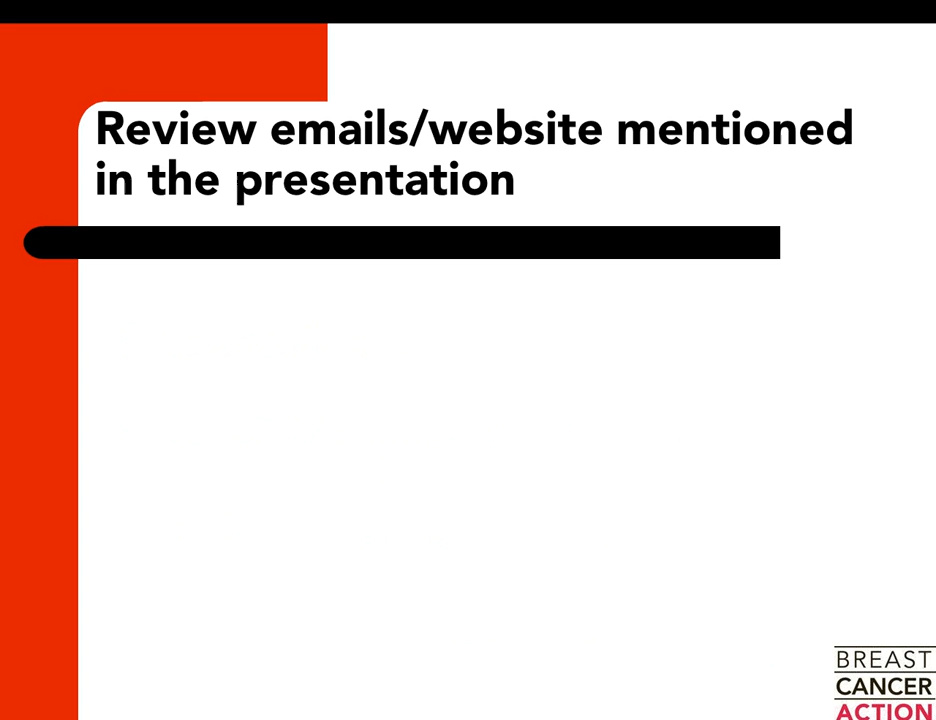 Review emails/website mentioned
in the presentation
BREAST
CANCER
ACTION